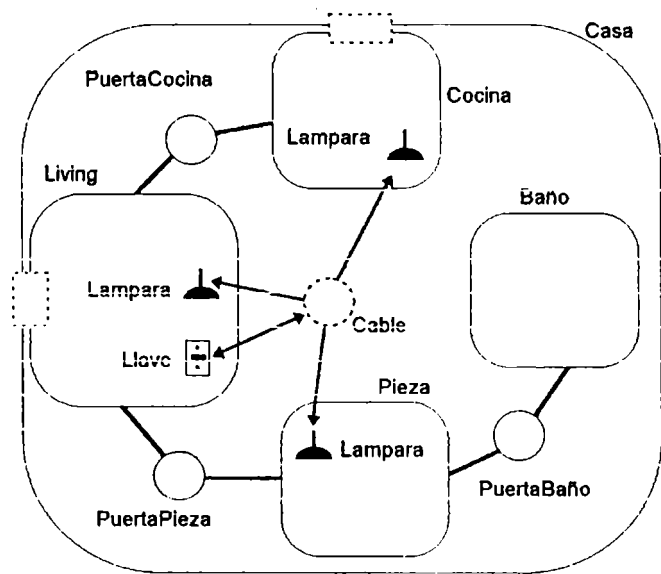 Casa
PuertaCocina
Cocina
Lampara
Living
Baño
Lampara
Cable
Llave
Pieza
Lampara
PuertaBaño
PuertaPieza